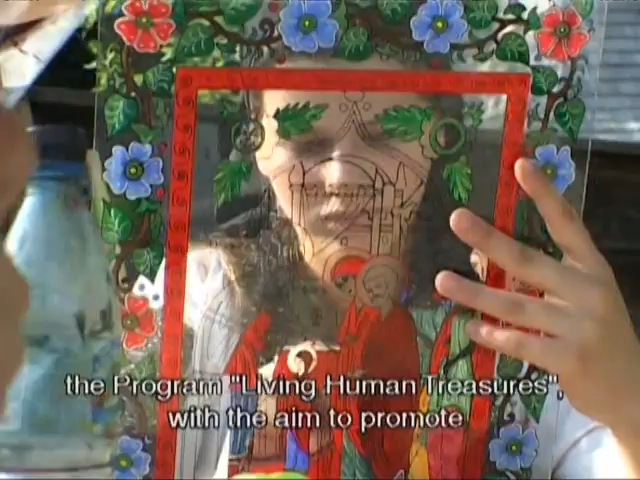 the Program "Living Human Treasures",
with the aim to promote